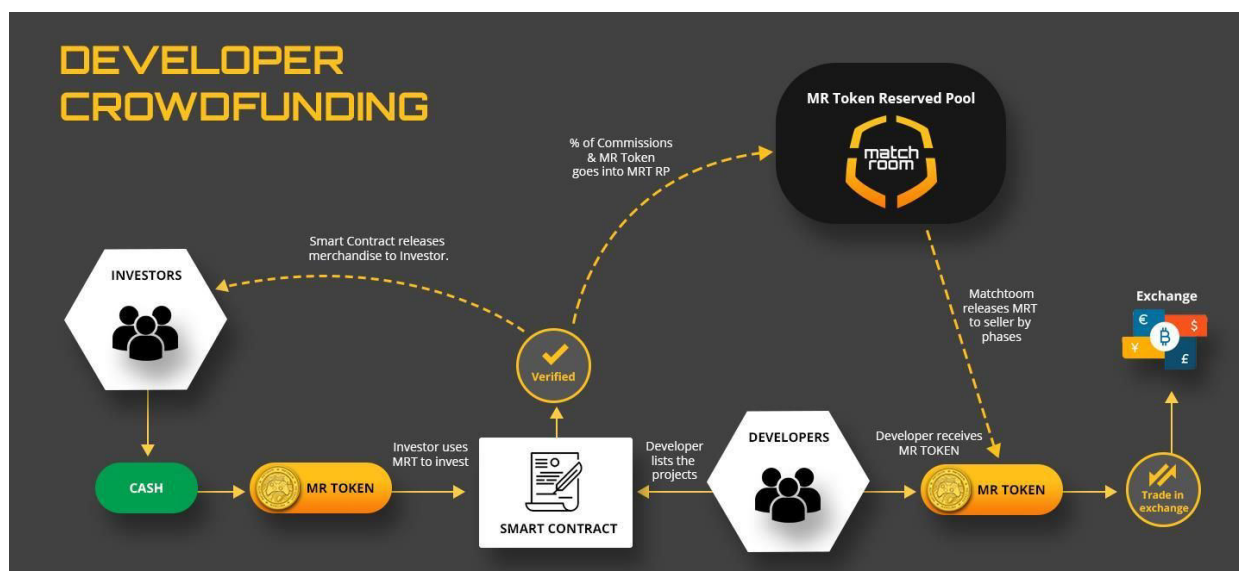 DEVELOPER
CROWDFUNDING
MR Token Reserved Pool
match
room
% of Commissions
& MR Token
goes into MRT RP
Smart Contract releases
merchandise to Investor.
INVESTORS
Matchtoom
releases MRT
to seller by
phases
Exchange
€
$
¥
₿
£
Verified
Investor uses
MRT to invest
Developer
lists the
projects
DEVELOPERS
Developer receives
MR TOKEN
CASH
MR TOKEN
SMART CONTRACT
MR TOKEN
Trade in
exchange